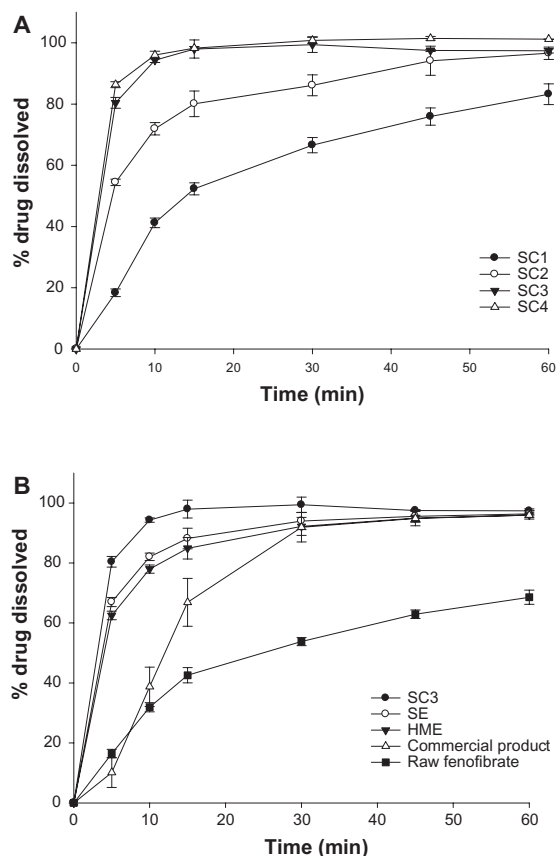 A
100
80
60
40
20
0
% drug dissolved
SC1
SC2
SC3
SC4
0 10 20 30 40 50 60
Time (min)
B
100
80
60
40
20
0
% drug dissolved
SC3
SE
HME
Commercial product
Raw fenofibrate
0 10 20 30 40 50 60
Time (min)